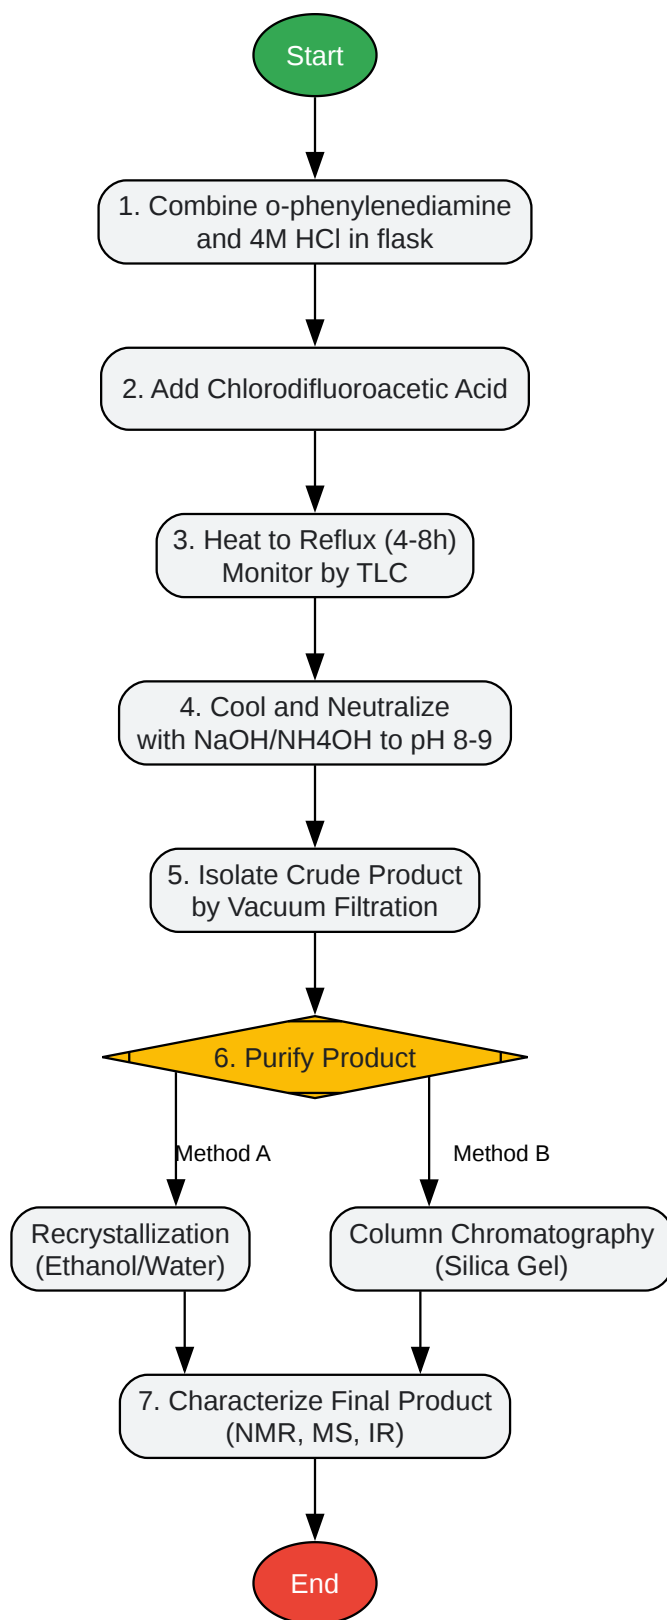 Start
1. Combine o-phenylenediamine
and 4M HCl in flask
2. Add Chlorodifluoroacetic Acid
3. Heat to Reflux (4-8h)
Monitor by TLC
4. Cool and Neutralize
with NaOH/NH4OH to pH 8-9
5. Isolate Crude Product
by Vacuum Filtration
6. Purify Product
Method A
Method B
Recrystallization
(Ethanol/Water)
Column Chromatography
(Silica Gel)
7. Characterize Final Product
(NMR, MS, IR)
End